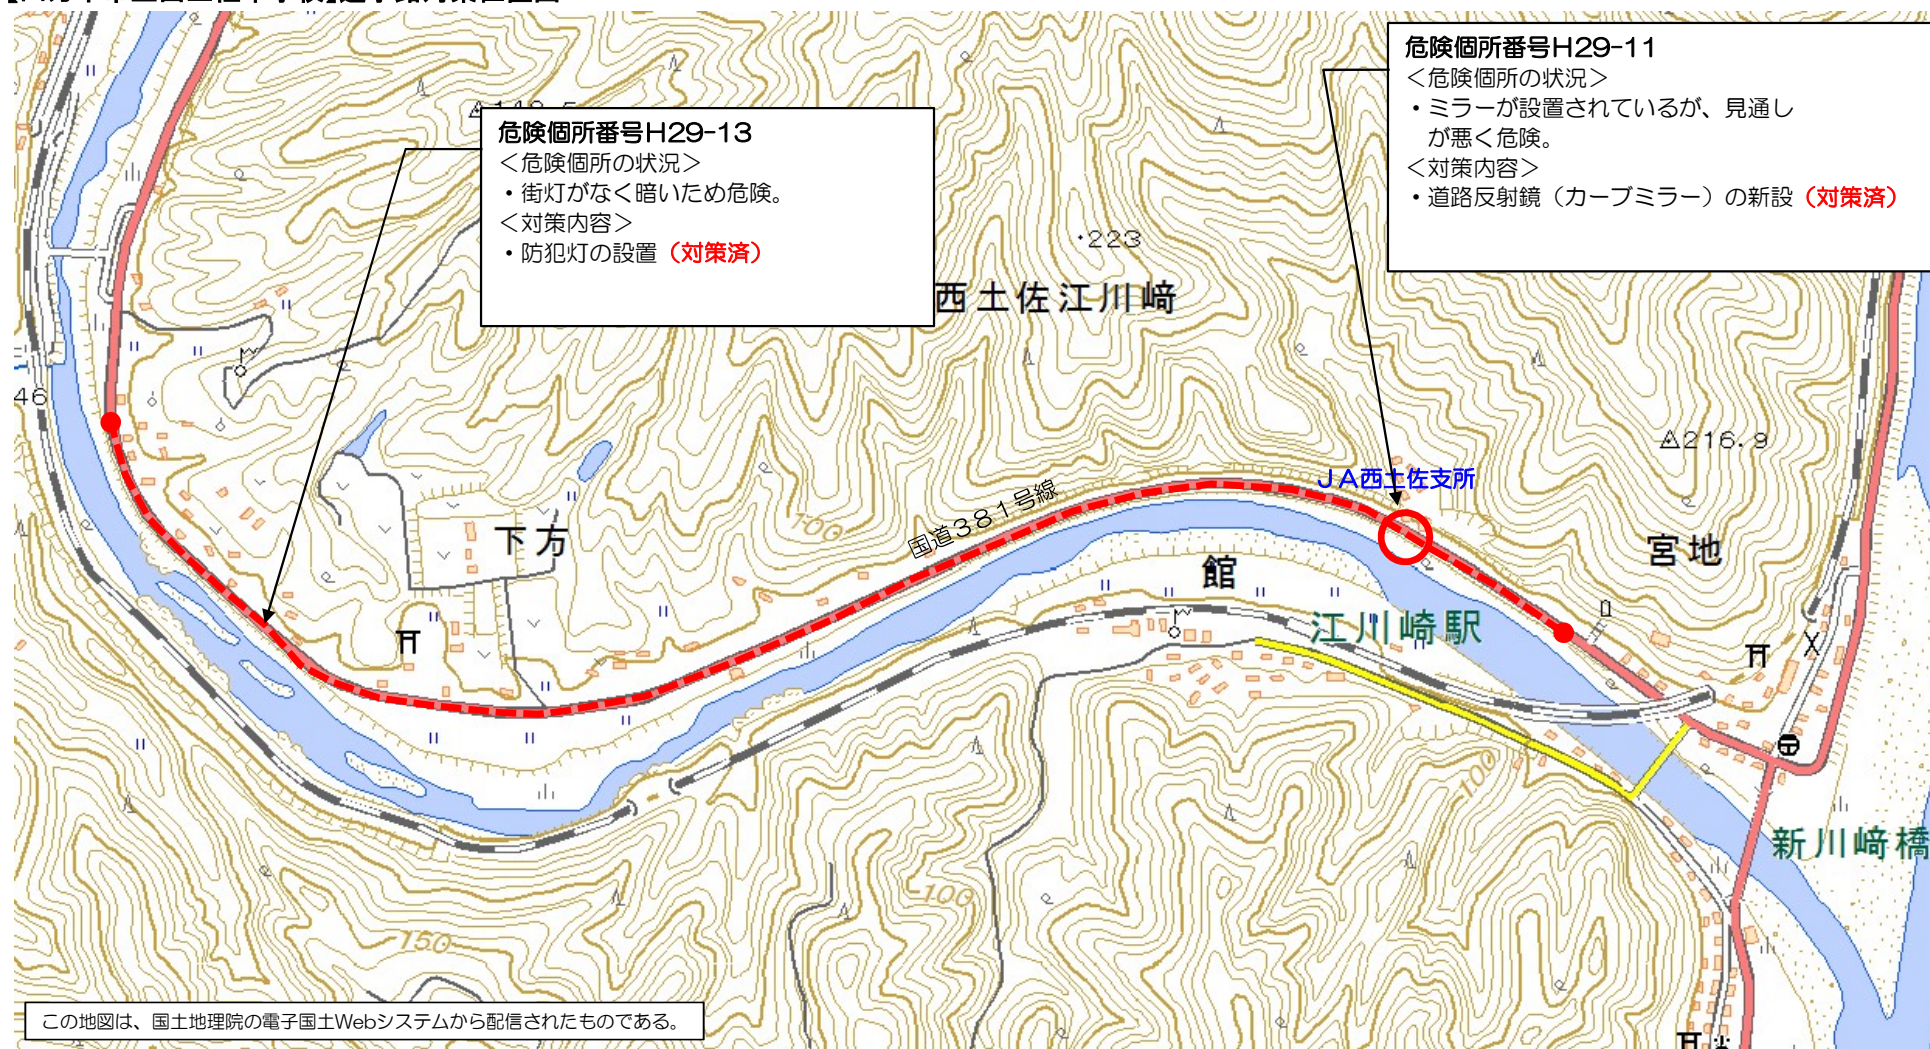 危険個所番号H29-11
＜危険個所の状況＞
・ミラーが設置されているが、見通し
が悪く危険。
＜対策内容＞
・道路反射鏡（カーブミラー）の新設（対策済）
危険個所番号H29-13
＜危険個所の状況＞
・街灯がなく暗いため危険。
＜対策内容＞
・防犯灯の設置（対策済）
・223
西土佐江川﨑
46
216.9
ＪＡ西土佐支所
国道381号線
100
下方
館
宮地
江川崎駅
100
新川﨑橋
100
150
この地図は、国土地理院の電子国土Webシステムから配信されたものである。